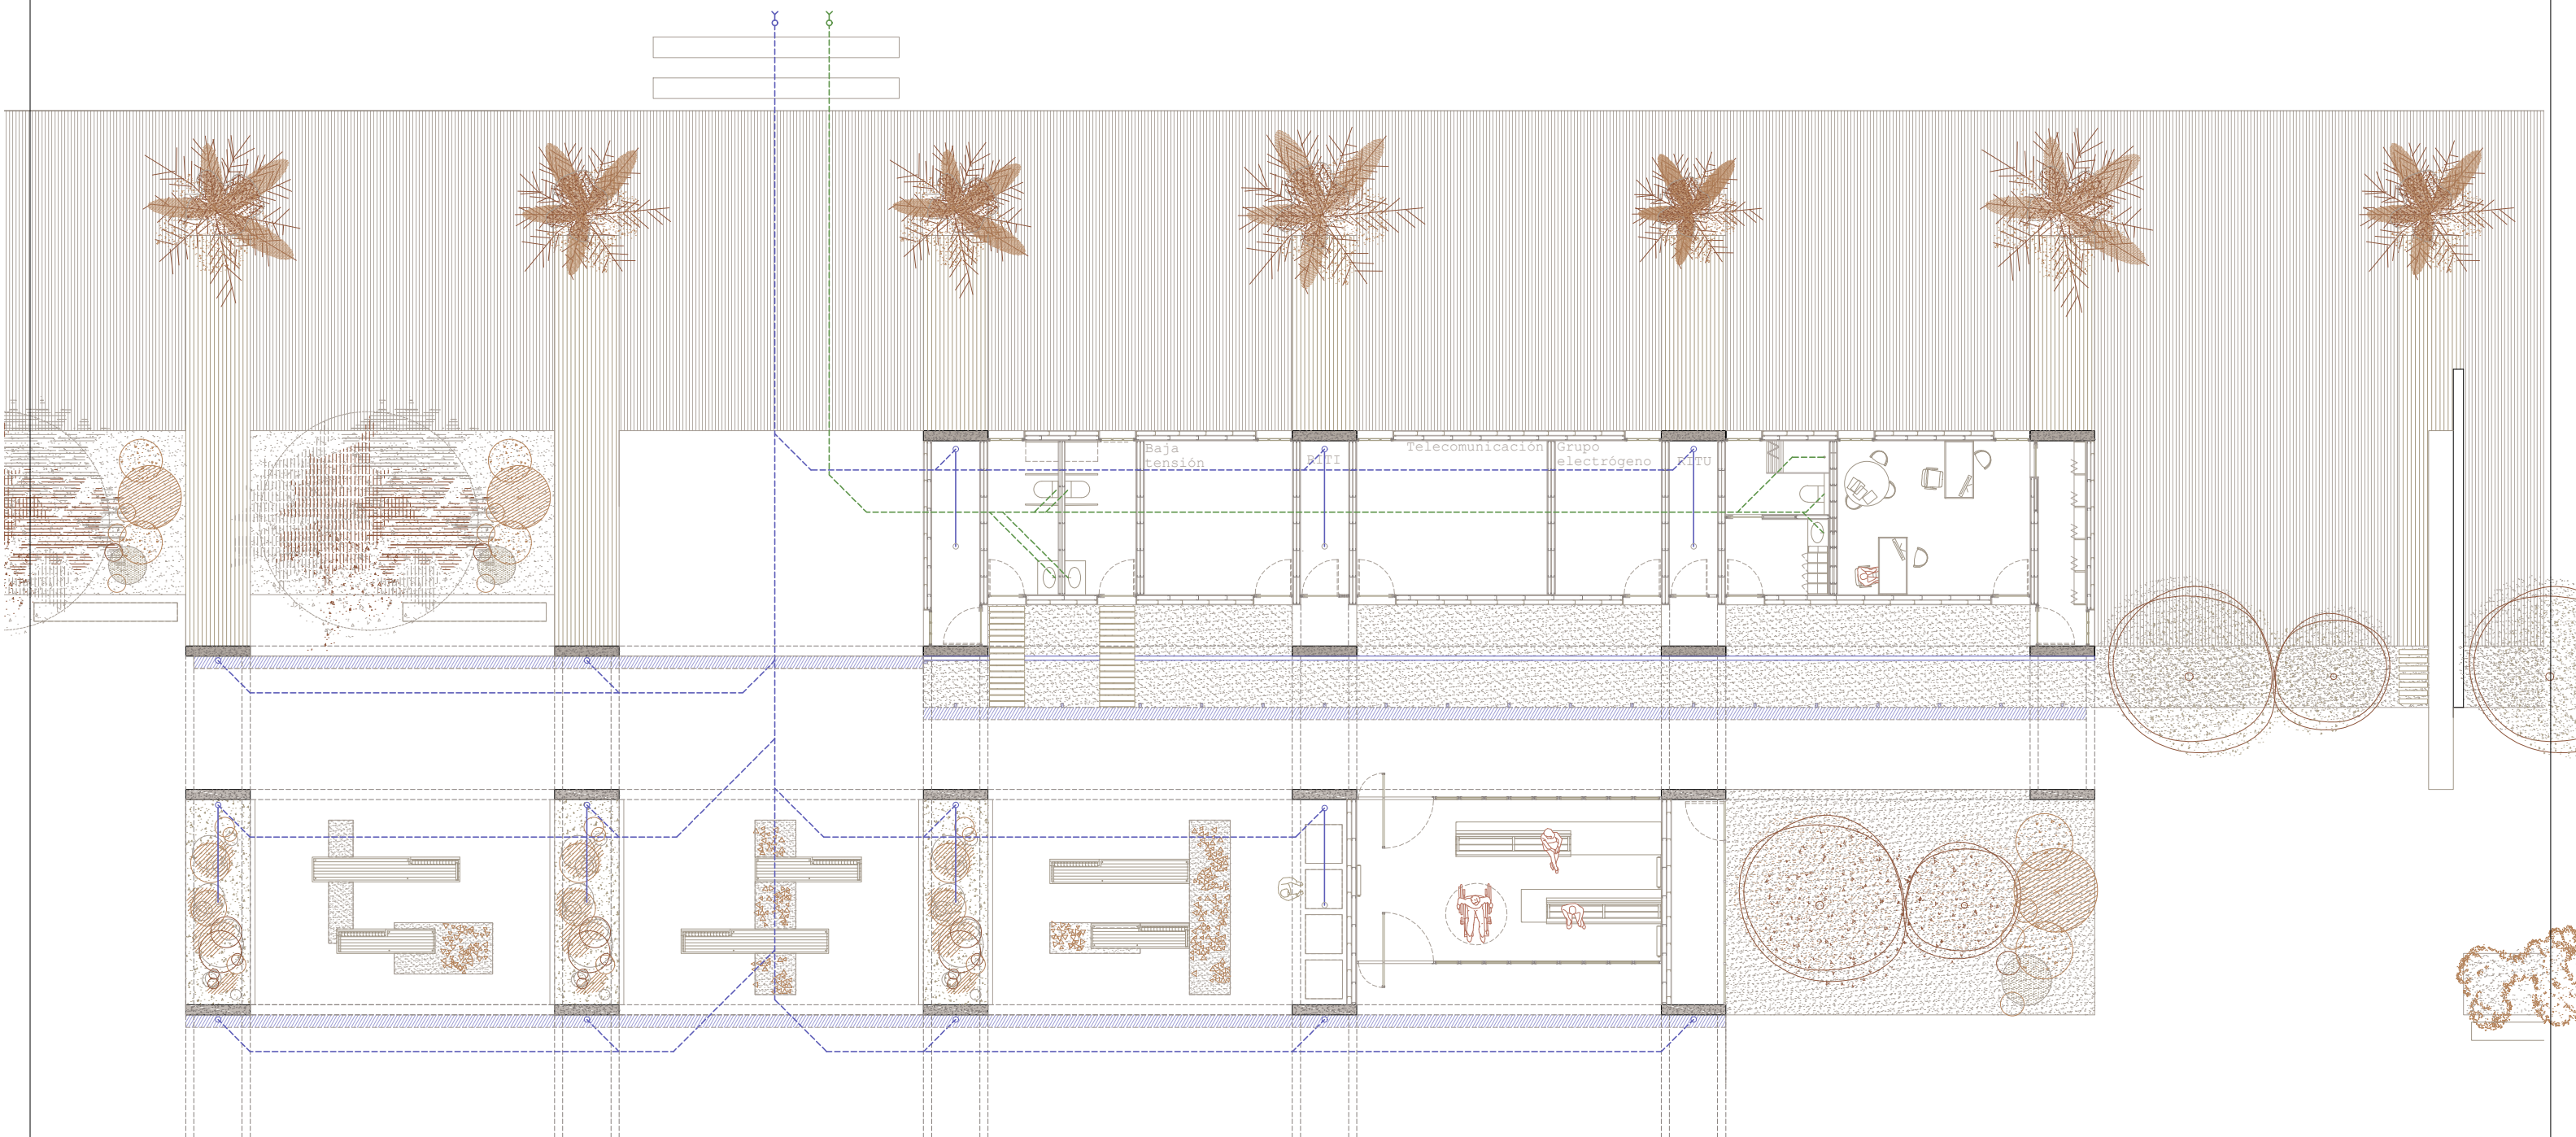 Baja
tensión
RITI
Telecomunicación
Grupo
electrógeno
RITU